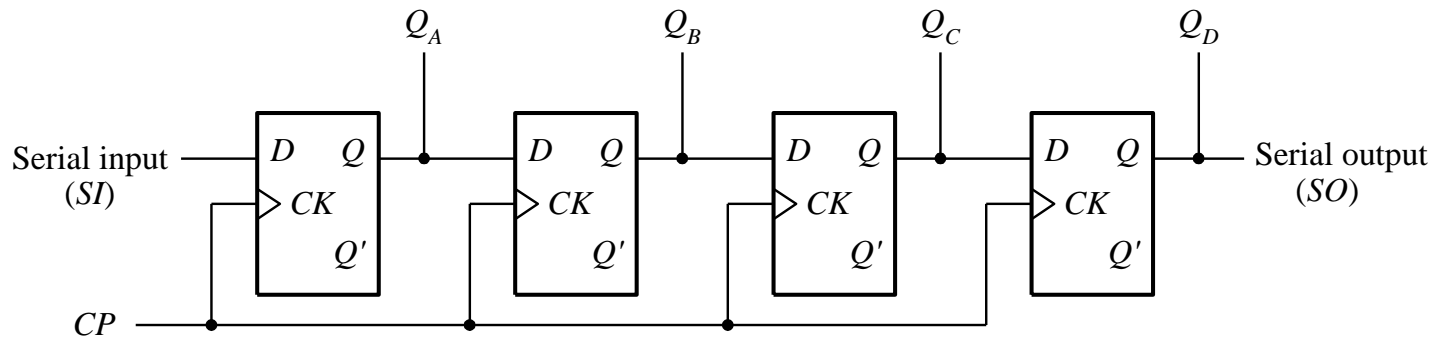 Q_A Q_B Q_C Q_D
Serial input
(SI)
D Q
CK
Q'
D Q
CK
Q'
D Q
CK
Q'
D Q
CK
Q'
Serial output
(SO)
CP